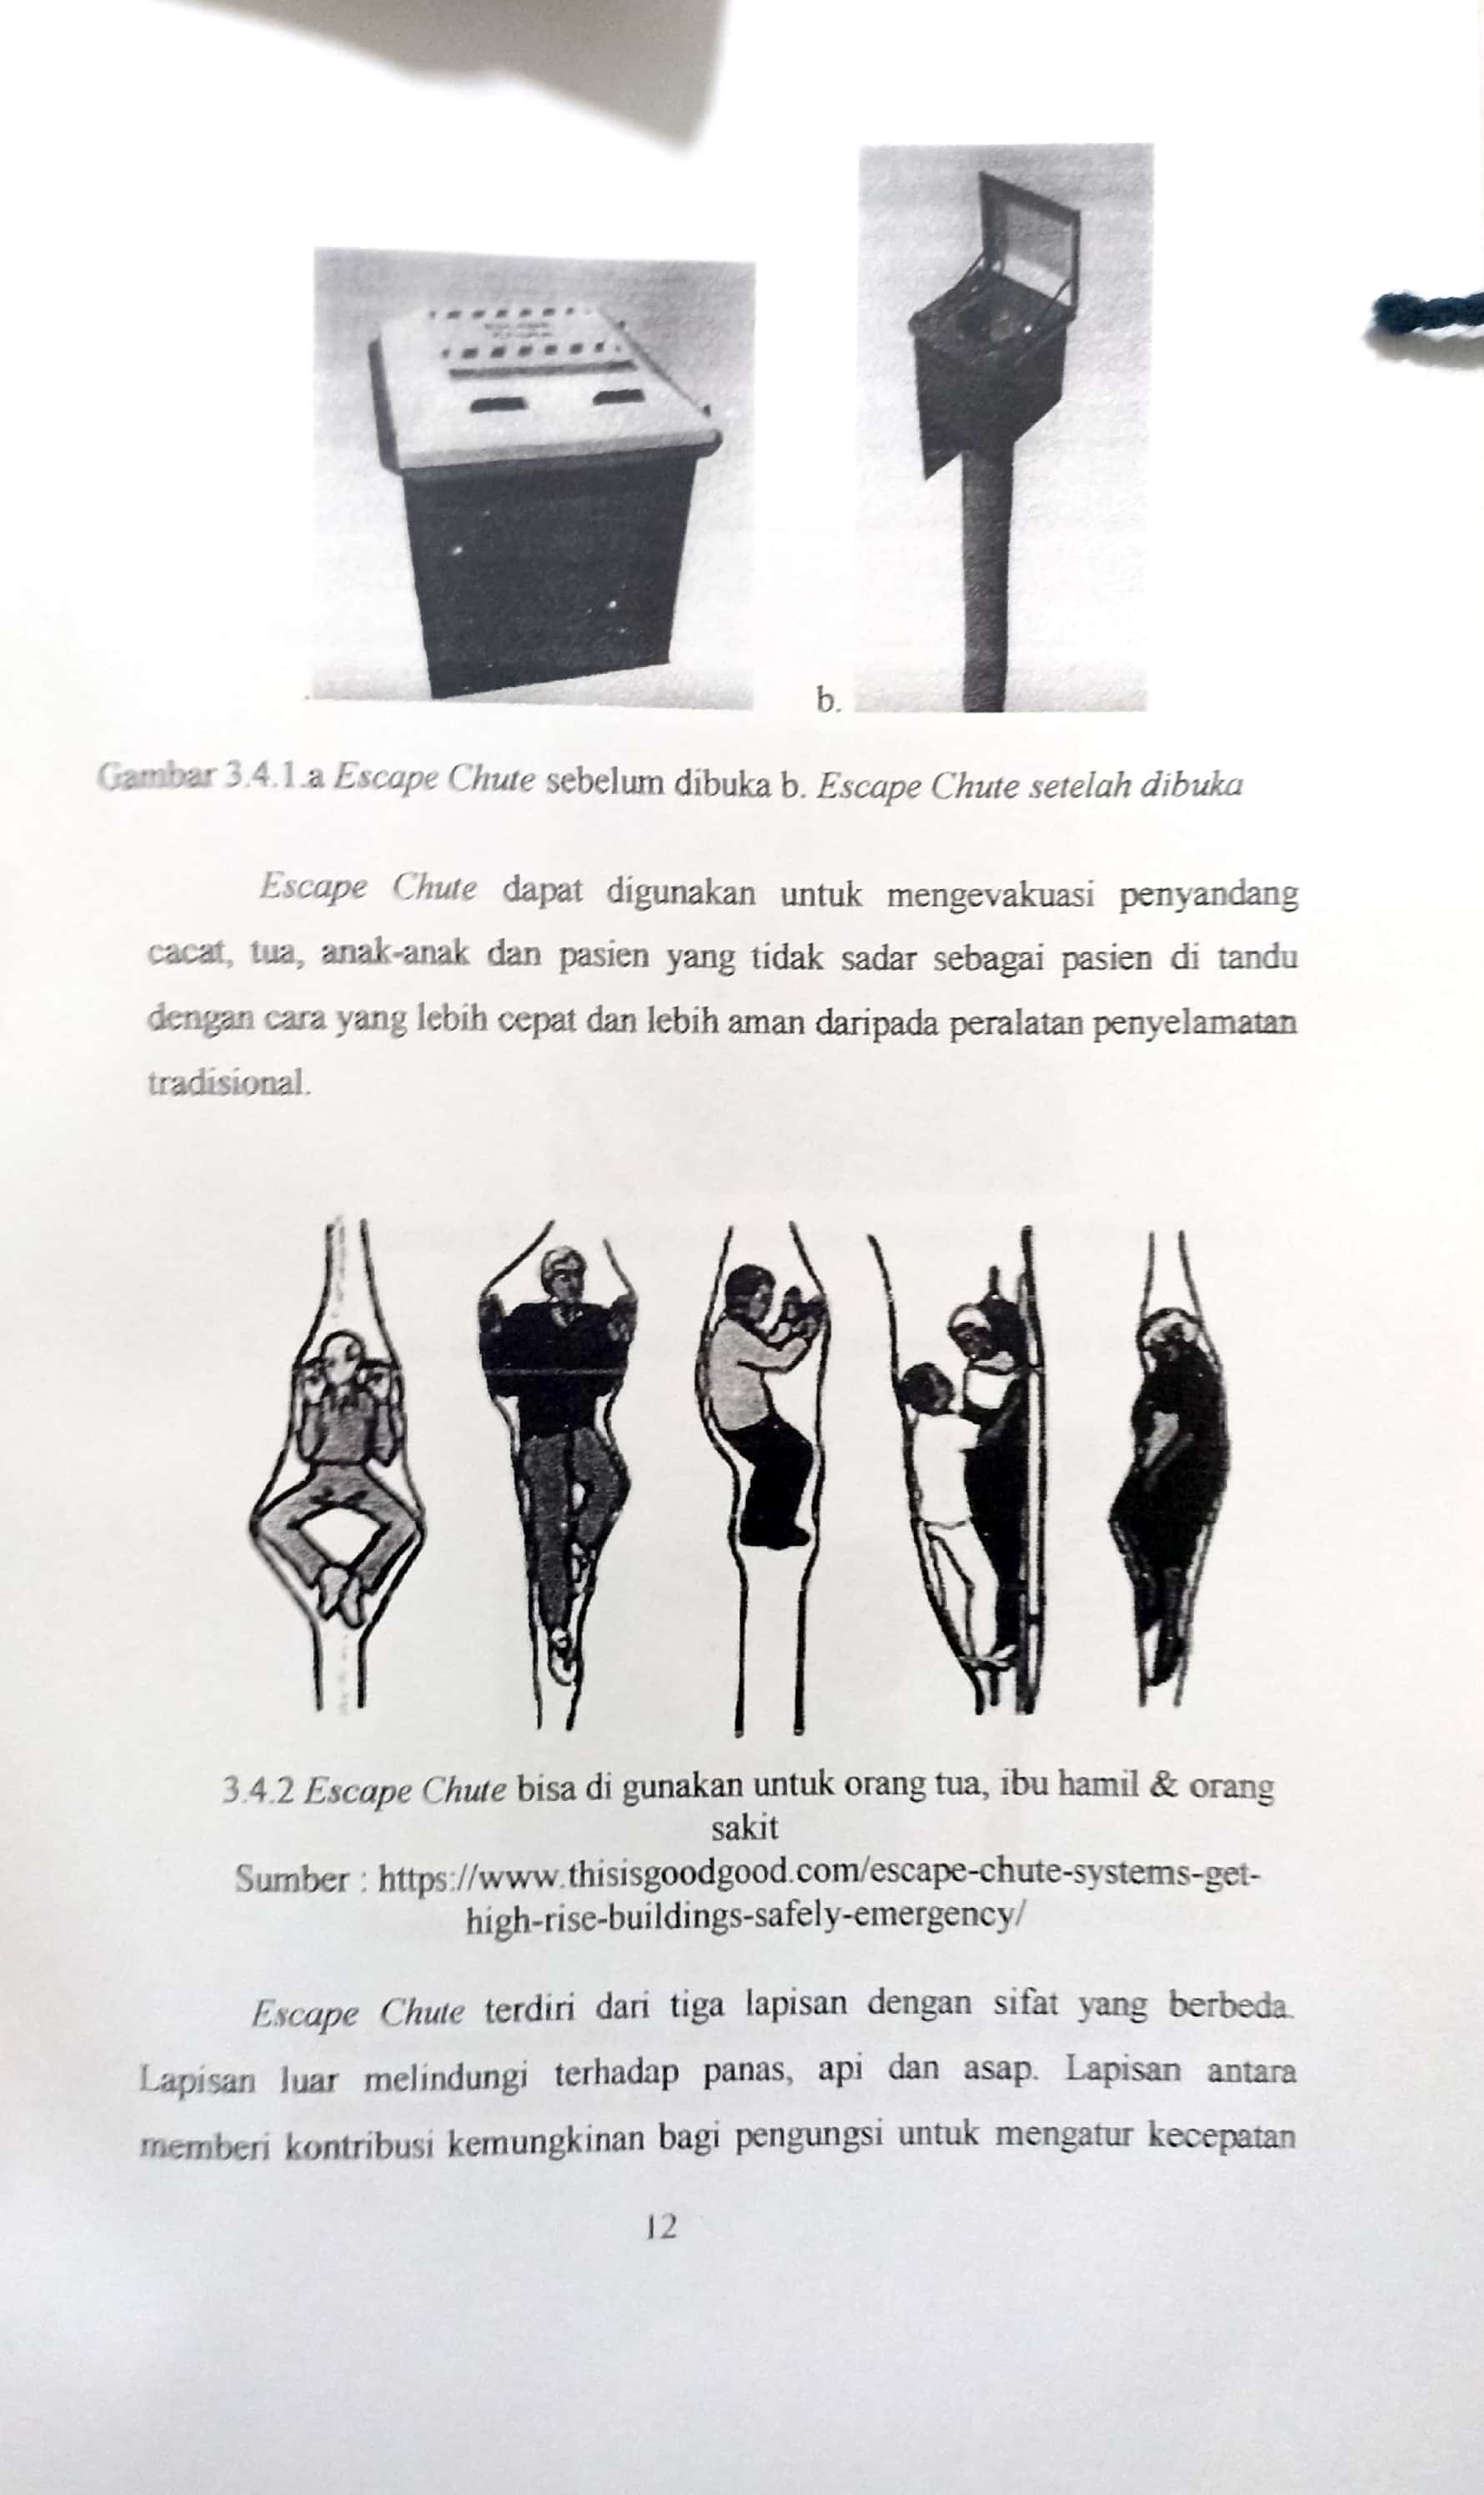 b.
Gambar 3.4.1.a Escape Chute sebelum dibuka b. Escape Chute setelah dibuka
Escape Chute dapat digunakan untuk mengevakuasi penyandang
cacat, tua, anak-anak dan pasien yang tidak sadar sebagai pasien di tandu
dengan cara yang lebih cepat dan lebih aman daripada peralatan penyelamatan
tradisional.
3.4.2 Escape Chute bisa di gunakan untuk orang tua, ibu hamil & orang
sakit
Sumber : https://www.thisisgoodgood.com/escape-chute-systems-get-
high-rise-buildings-safely-emergency/
Escape Chute terdiri dari tiga lapisan dengan sifat yang berbeda.
Lapisan luar melindungi terhadap panas, api dan asap. Lapisan antara
memberi kontribusi kemungkinan bagi pengungsi untuk mengatur kecepatan
12